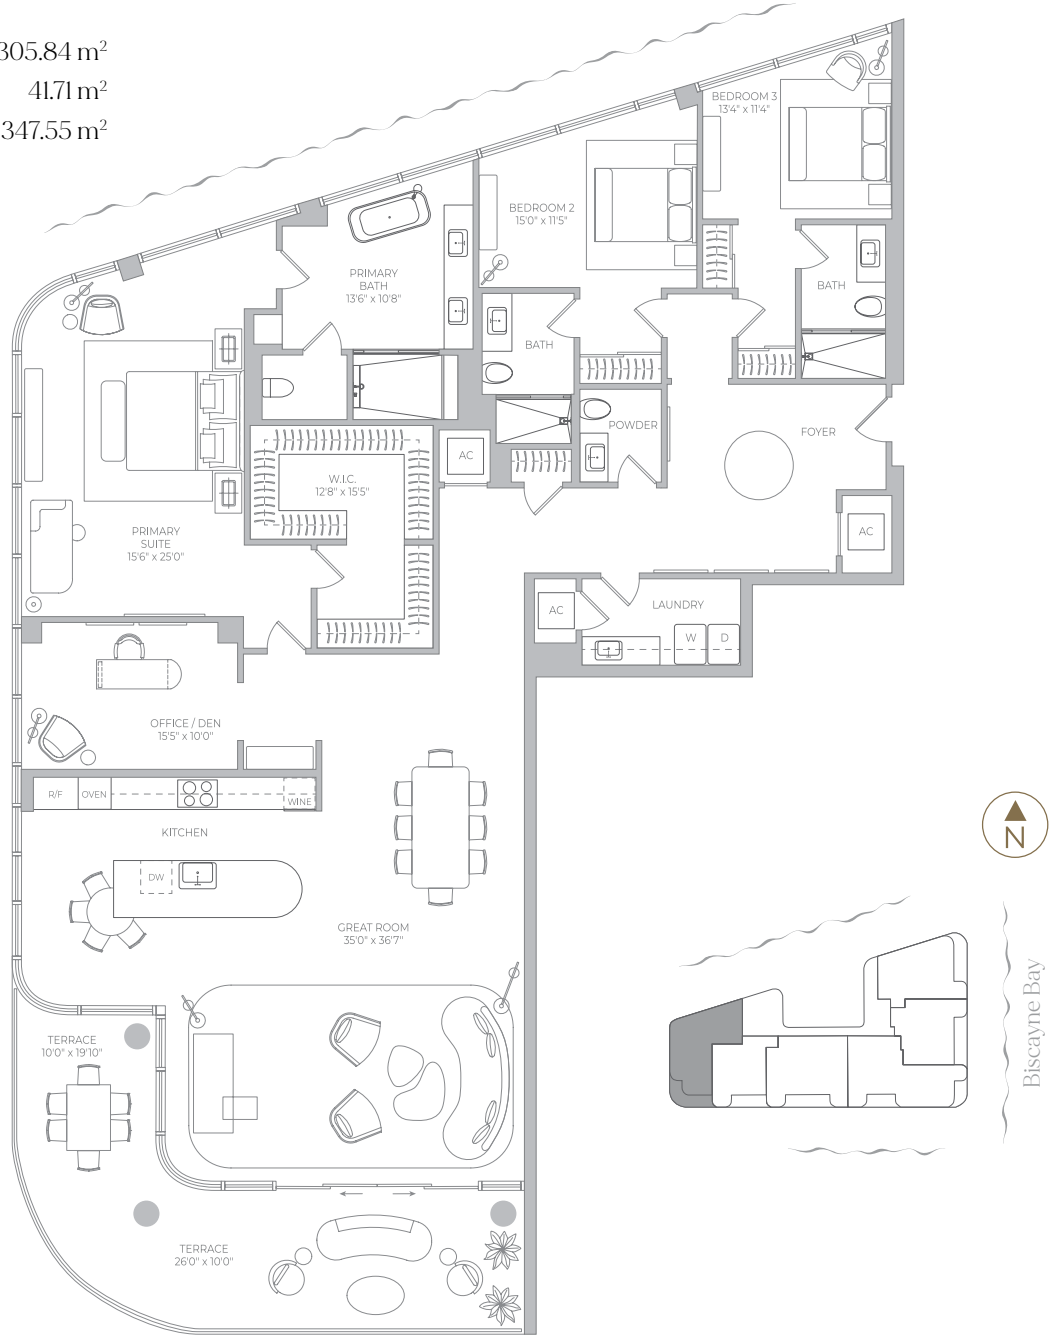 305.84 m²
41.71 m²
347.55 m²
BEDROOM 3
13'4" x 11'4"
BEDROOM 2
15'0" x 11'5"
PRIMARY
BATH
13'6" x 10'8"
BATH
BATH
POWDER
FOYER
AC
W.I.C.
12'8" x 15'5"
PRIMARY
SUITE
15'6" x 25'0"
AC
AC
LAUNDRY
W
D
OFFICE / DEN
15'5" x 10'0"
R/F
OVEN
WINE
KITCHEN
DW
GREAT ROOM
35'0" x 36'7"
TERRACE
10'0" x 19'10"
TERRACE
26'0" x 10'0"
N
Biscayne Bay